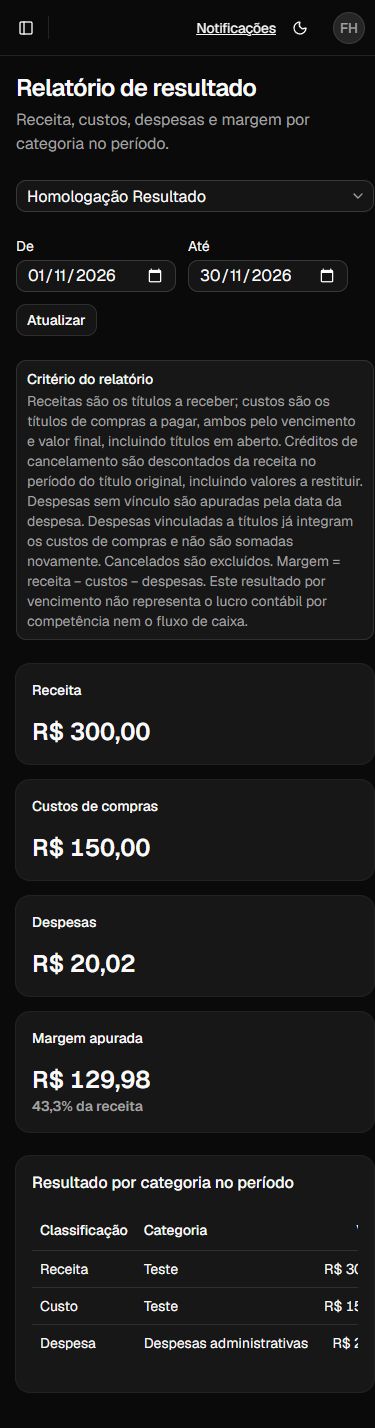 Notificações
FH
Relatório de resultado
Receita, custos, despesas e margem por
categoria no período.
Homologação Resultado
De Até
01/11/2026 30/11/2026
Atualizar
Critério do relatório
Receitas são os títulos a receber; custos são os
títulos de compras a pagar, ambos pelo vencimento
e valor final, incluindo títulos em aberto. Créditos de
cancelamento são descontados da receita no
período do título original, incluindo valores a restituir.
Despesas sem vínculo são apuradas pela data da
despesa. Despesas vinculadas a títulos já integram
os custos de compras e não são somadas
novamente. Cancelados são excluídos. Margem =
receita – custos – despesas. Este resultado por
vencimento não representa o lucro contábil por
competência nem o fluxo de caixa.
Receita
R$ 300,00
Custos de compras
R$ 150,00
Despesas
R$ 20,02
Margem apurada
R$ 129,98
43,3% da receita
Resultado por categoria no período
Classificação Categoria
Receita Teste R$
Custo Teste R$
Despesa Despesas administrativas R$